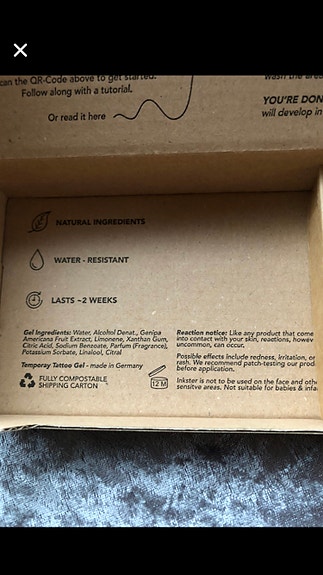 can the QR-Code above to get started.
Follow along with a tutorial.
Or read it here
wash the area
YOU'RE DON
will develop in
NATURAL INGREDIENTS
WATER - RESISTANT
LASTS ~2 WEEKS
Gel Ingredients: Water, Alcohol Denat., Genipa
Americana Fruit Extract, Limonene, Xanthan Gum,
Citric Acid, Sodium Benzoate, Parfum (Fragrance),
Potassium Sorbate, Linalool, Citral
Temporay Tattoo Gel - made in Germany
FULLY COMPOSTABLE
SHIPPING CARTON
12 M
Reaction notice: Like any product that come
into contact with your skin, reactions, howev
uncommon, can occur.
Possible effects include redness, irritation, or
rash. We recommend patch-testing our prod
before application.
Inkster is not to be used on the face and othe
sensitive areas. Not suitable for babies & infa